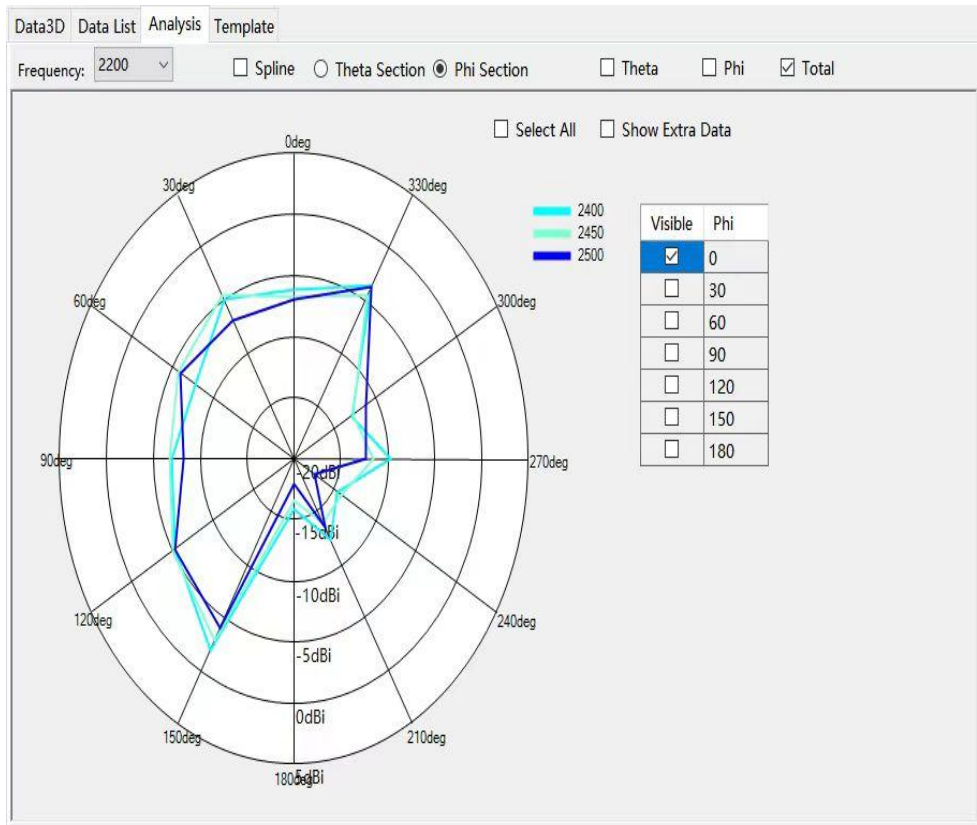 Data3D Data List Analysis Template
Frequency: 2200 Spline Theta Section Phi Section Theta Phi Total
Select All Show Extra Data
0deg
30deg 330deg
2400
2450
2500
Visible Phi
0
30
60
90
120
150
180
60deg 300deg
90deg 270deg
-20dBi
-15dBi
-10dBi
120deg 240deg
-5dBi
0dBi
150deg 210deg
180deg 5dBi